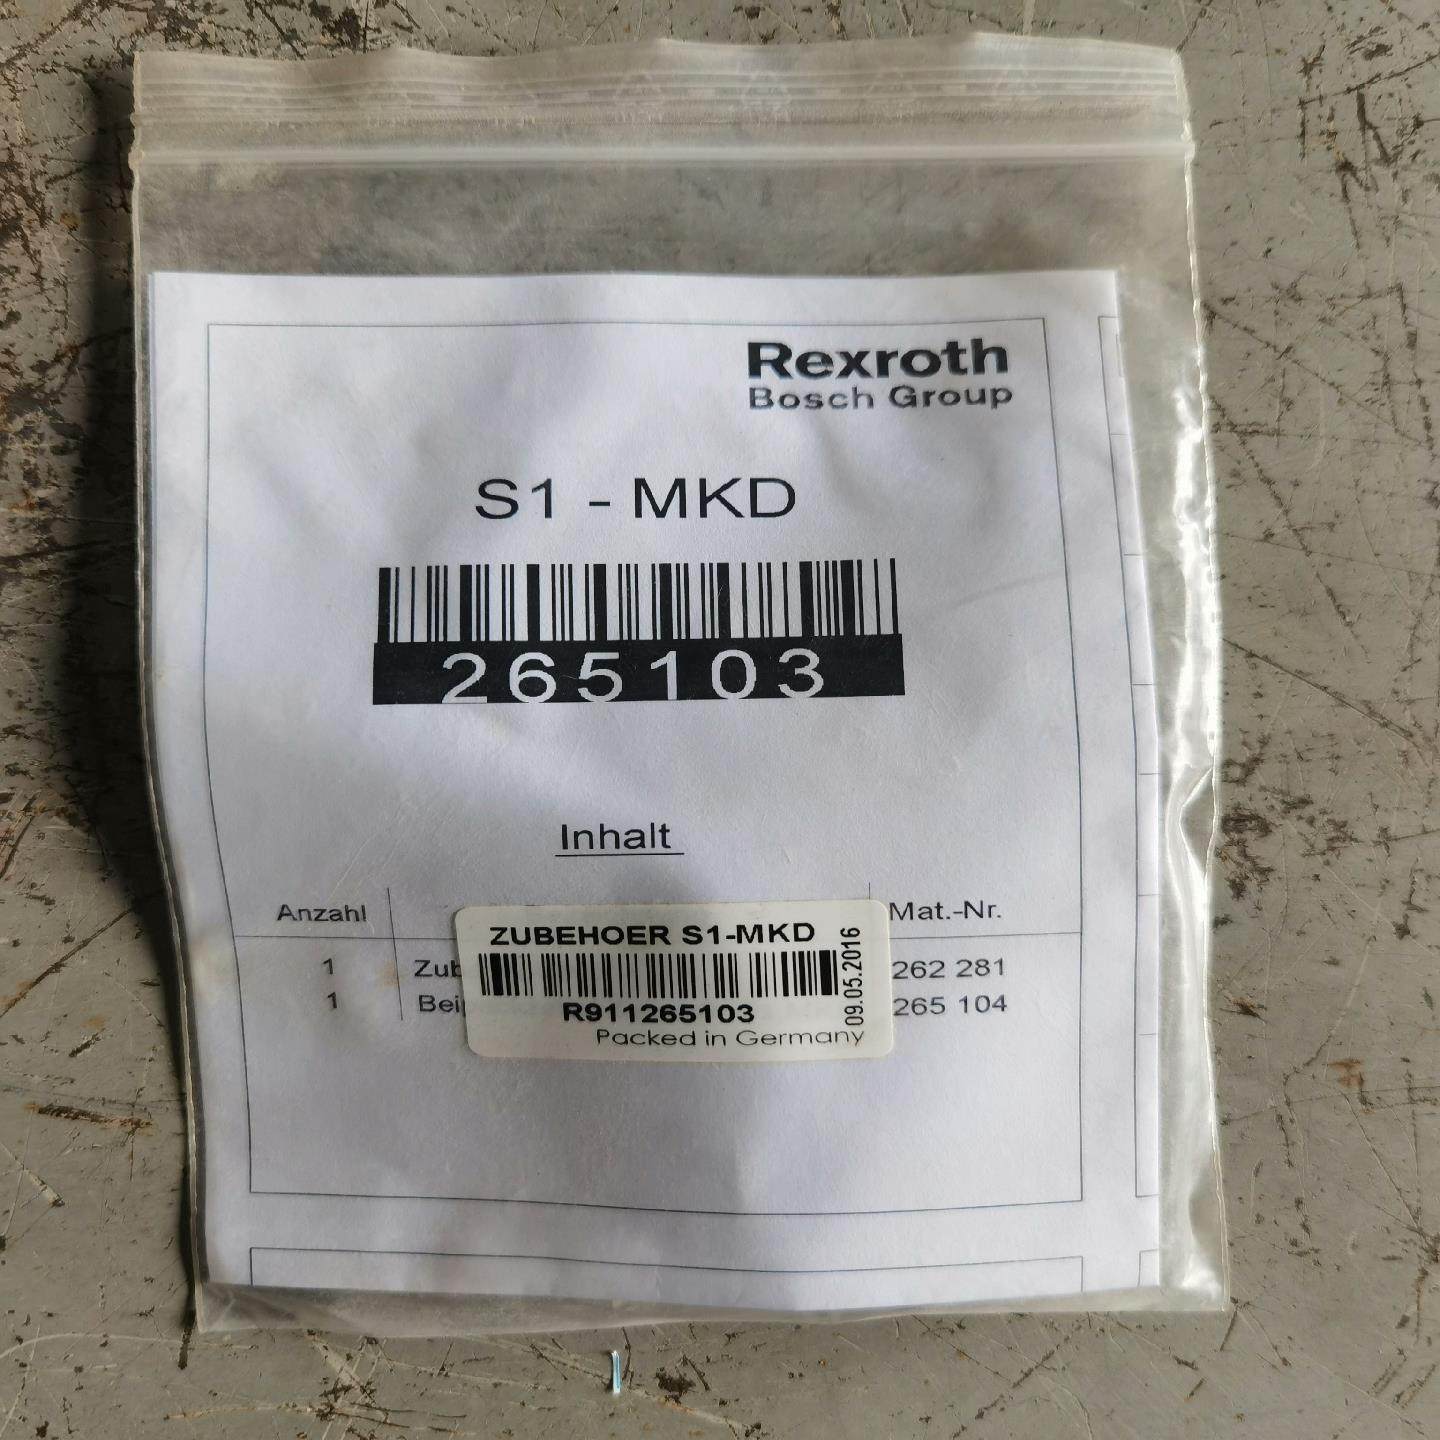 Rexroth
Bosch Group
S1 - MKD
265103
Inhalt
Anzahl
Mat.-Nr.
1
262 281
1
265 104
ZUBEHOER S1-MKD
R911265103
Packed in Germany
09.05.2016